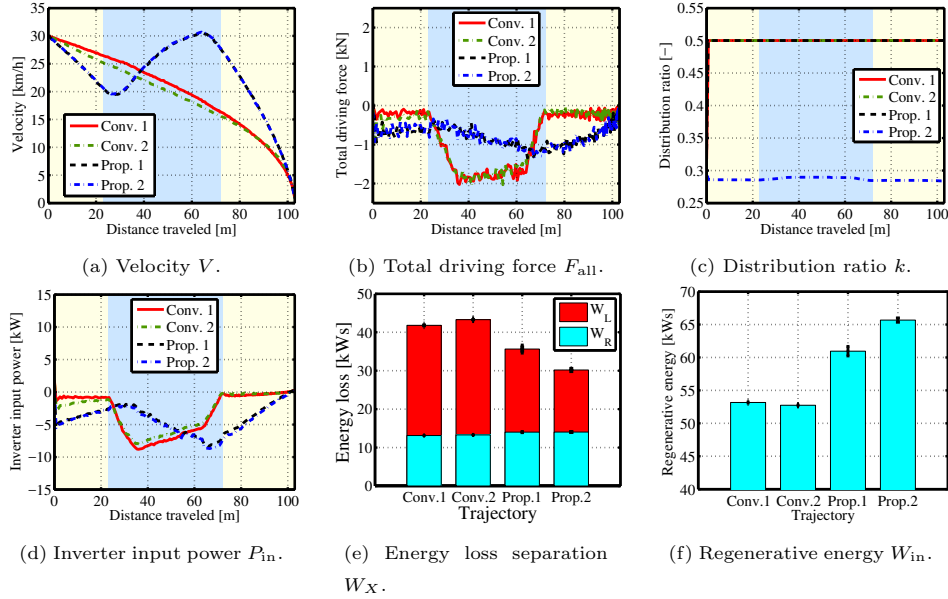 35
30
25
20
15
10
5
0
Velocity [km/h]
Conv. 1
Conv. 2
Prop. 1
Prop. 2
0 20 40 60 80 100
Distance traveled [m]
(a) Velocity V.
2
1
0
−1
−2
Total driving force [kN]
Conv. 1
Conv. 2
Prop. 1
Prop. 2
0 20 40 60 80 100
Distance traveled [m]
(b) Total driving force F_all.
0.55
0.5
0.45
0.4
0.35
0.3
0.25
Distribution ratio [−]
Conv. 1
Conv. 2
Prop. 1
Prop. 2
0 20 40 60 80 100
Distance traveled [m]
(c) Distribution ratio k.
15
10
5
0
−5
−10
−15
Inverter input power [kW]
Conv. 1
Conv. 2
Prop. 1
Prop. 2
0 20 40 60 80 100
Distance traveled [m]
(d) Inverter input power P_in.
50
40
30
20
10
0
Energy loss [kWs]
W_L
W_R
Conv.1 Conv.2 Prop.1 Prop.2
Trajectory
(e) Energy loss separation
W_X.
70
65
60
55
50
45
40
Regenerative energy [kWs]
Conv.1 Conv.2 Prop.1 Prop.2
Trajectory
(f) Regenerative energy W_in.